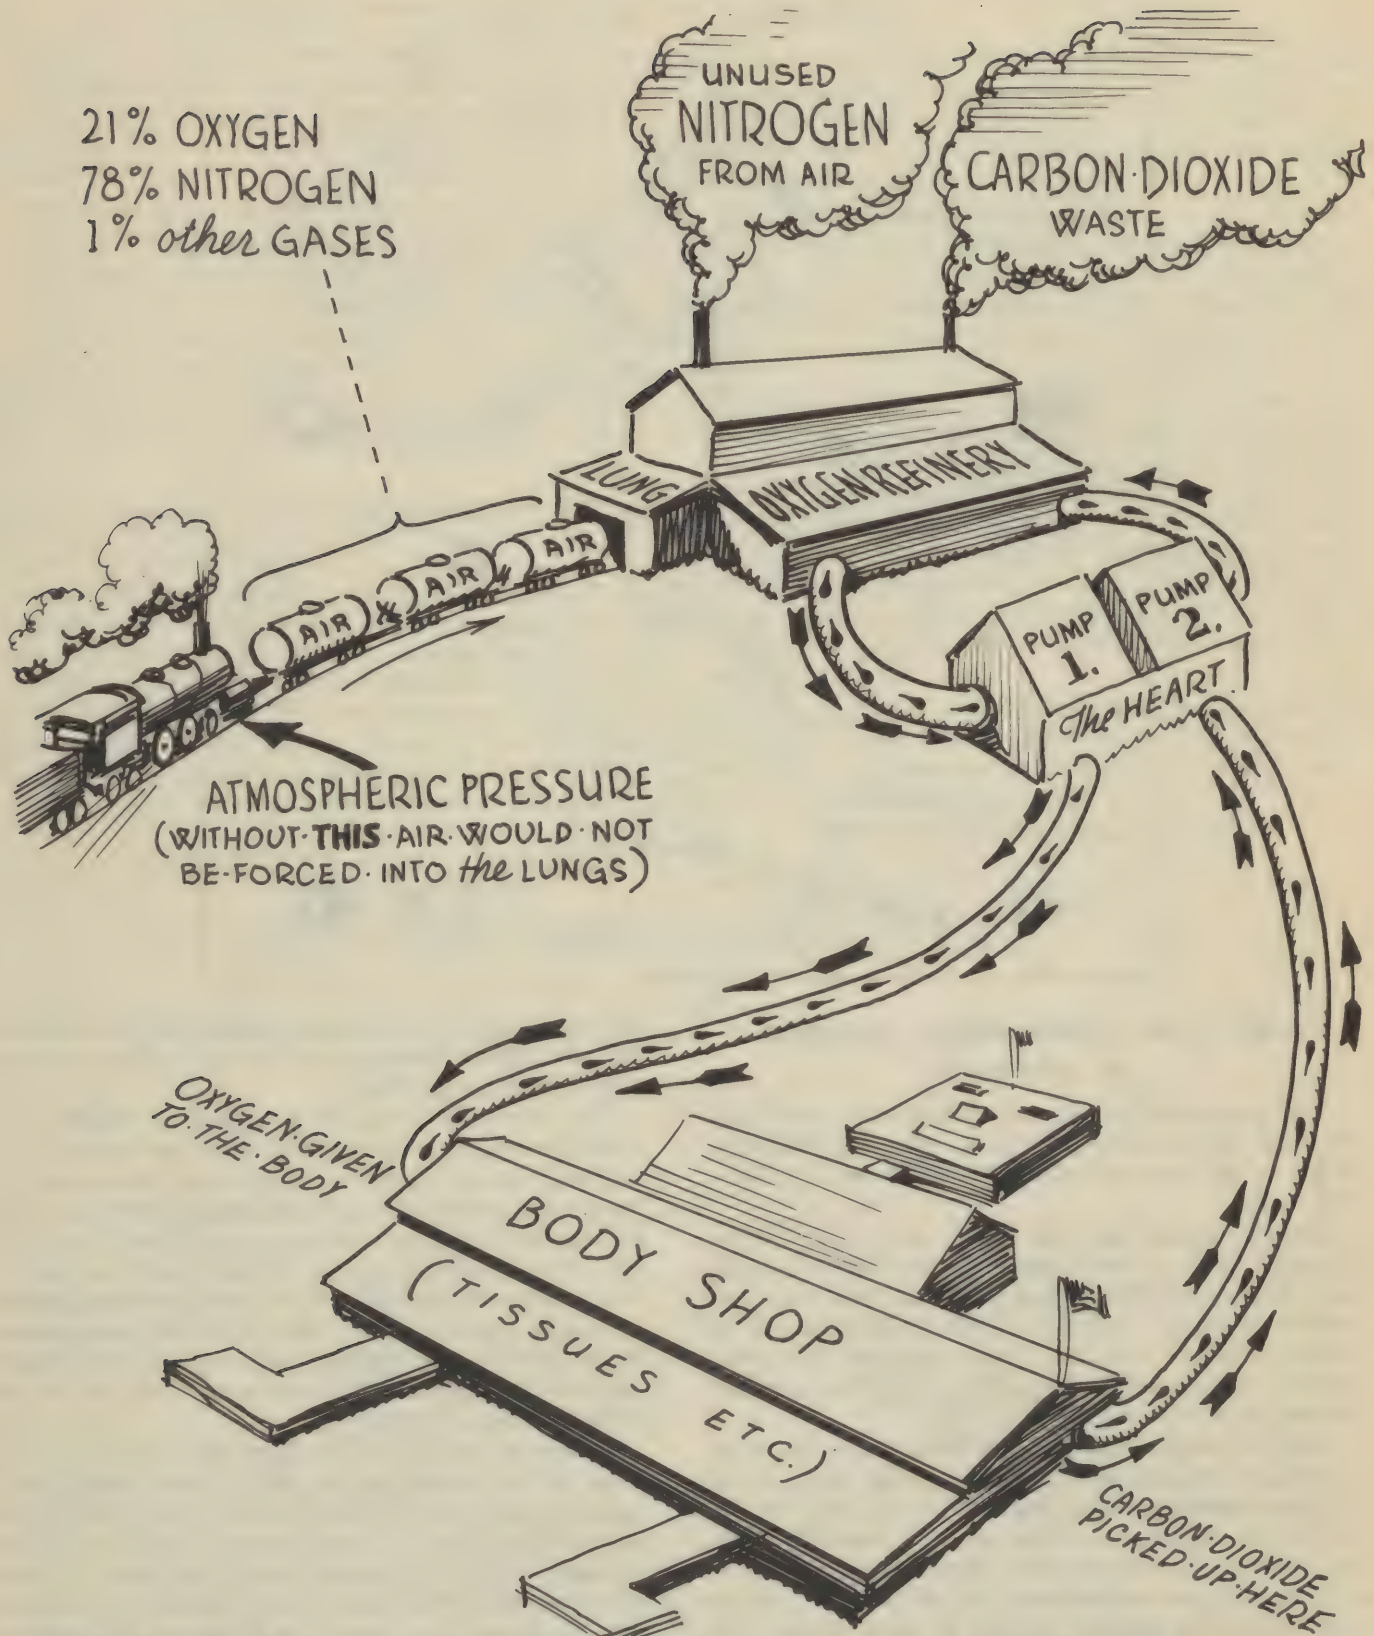 21% OXYGEN
78% NITROGEN
1% other GASES
UNUSED
NITROGEN
FROM AIR
CARBON·DIOXIDE
WASTE
LUNG
OXYGEN REFINERY
AIR
AIR
AIR
PUMP
1.
PUMP
2.
The HEART
ATMOSPHERIC PRESSURE
(WITHOUT·THIS·AIR·WOULD·NOT
BE·FORCED·INTO the LUNGS)
OXYGEN·GIVEN
TO·THE·BODY
BODY SHOP
(TISSUES ETC.)
CARBON·DIOXIDE
PICKED·UP·HERE